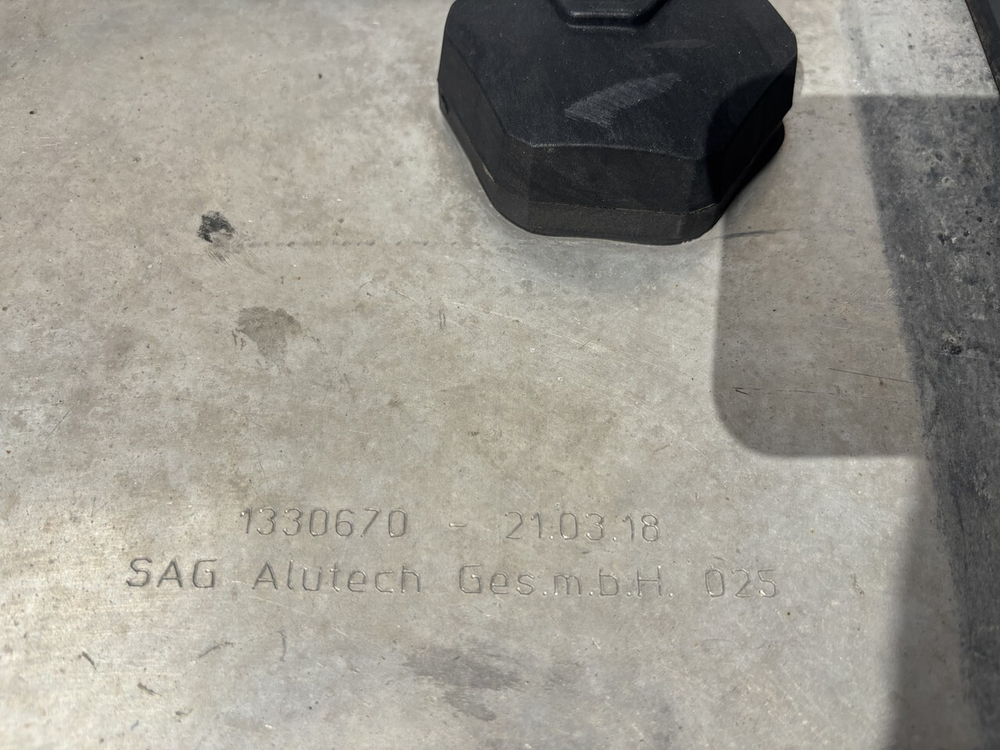 1330670 - 21.03.18
SAG Alutech Ges.m.b.H. 025